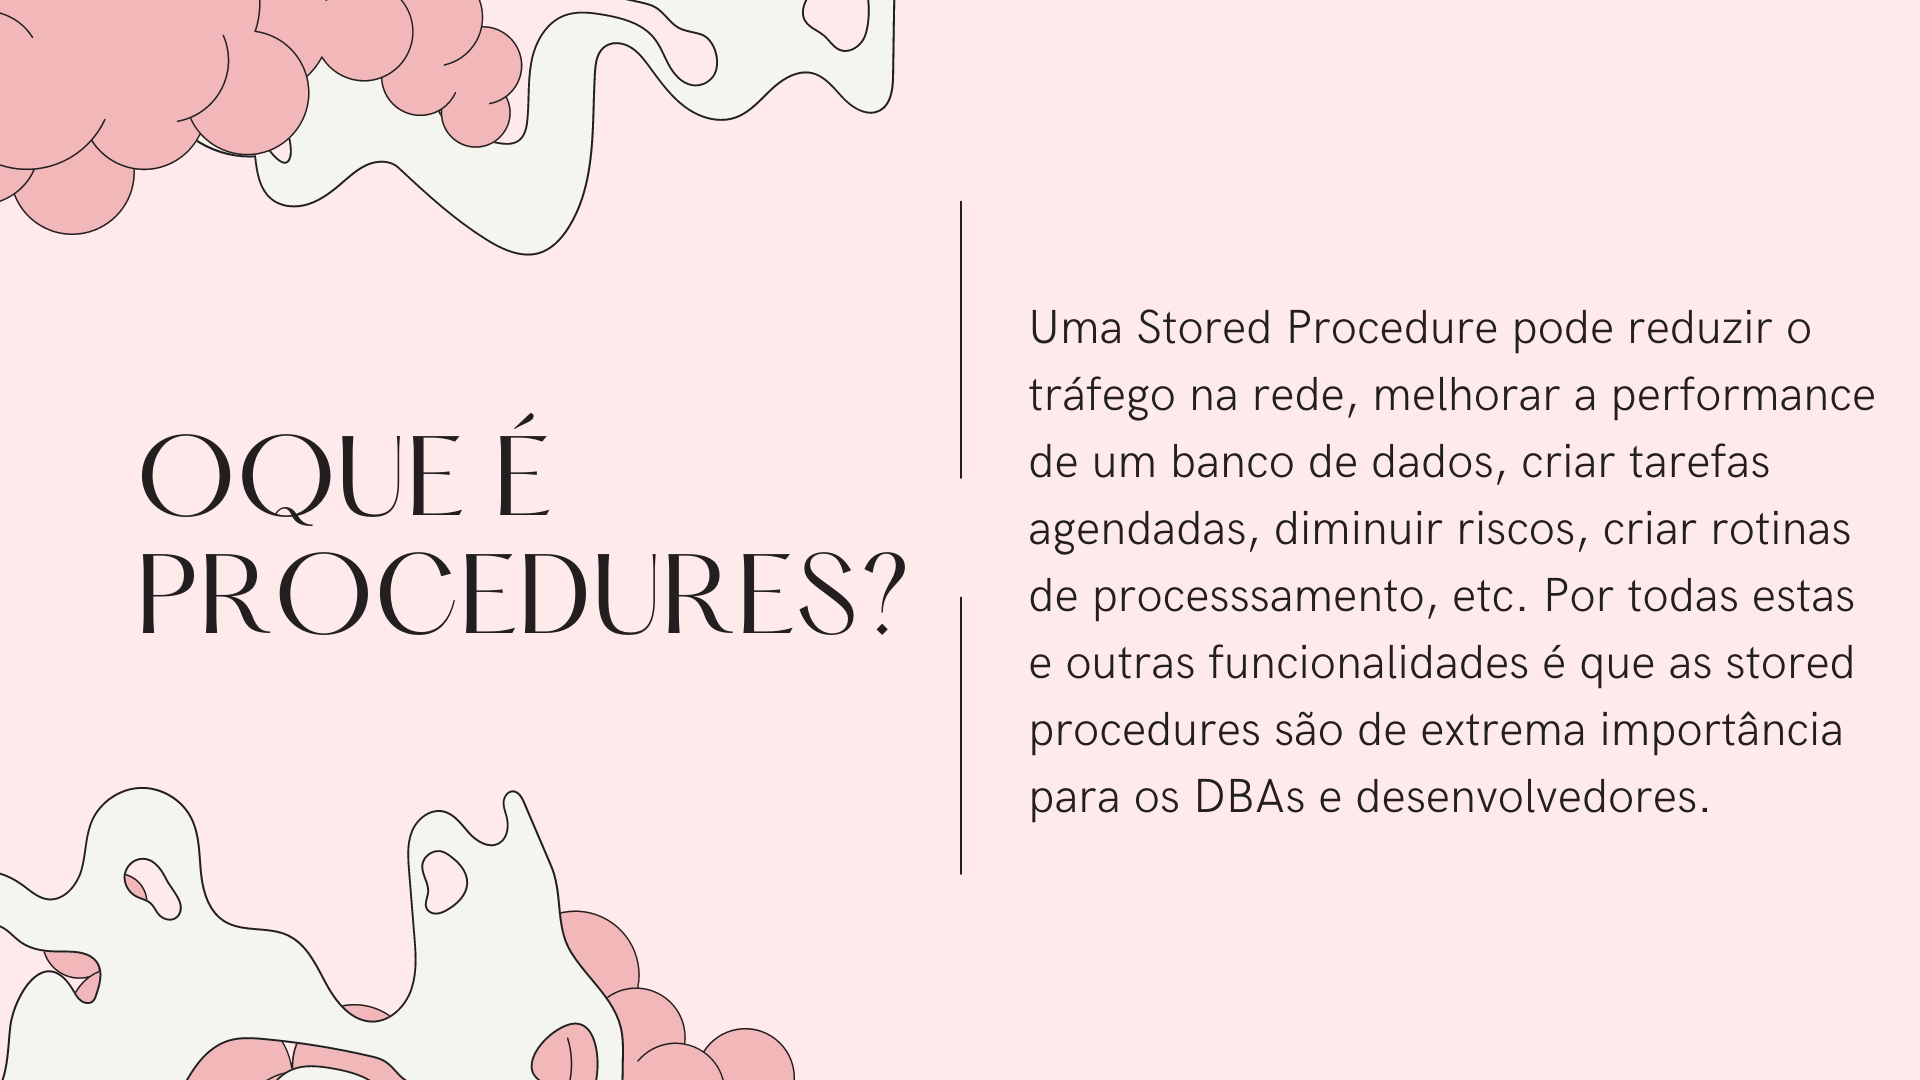 OQUE É
PROCEDURES?
Uma Stored Procedure pode reduzir o
tráfego na rede, melhorar a performance
de um banco de dados, criar tarefas
agendadas, diminuir riscos, criar rotinas
de processsamento, etc. Por todas estas
e outras funcionalidades é que as stored
procedures são de extrema importância
para os DBAs e desenvolvedores.